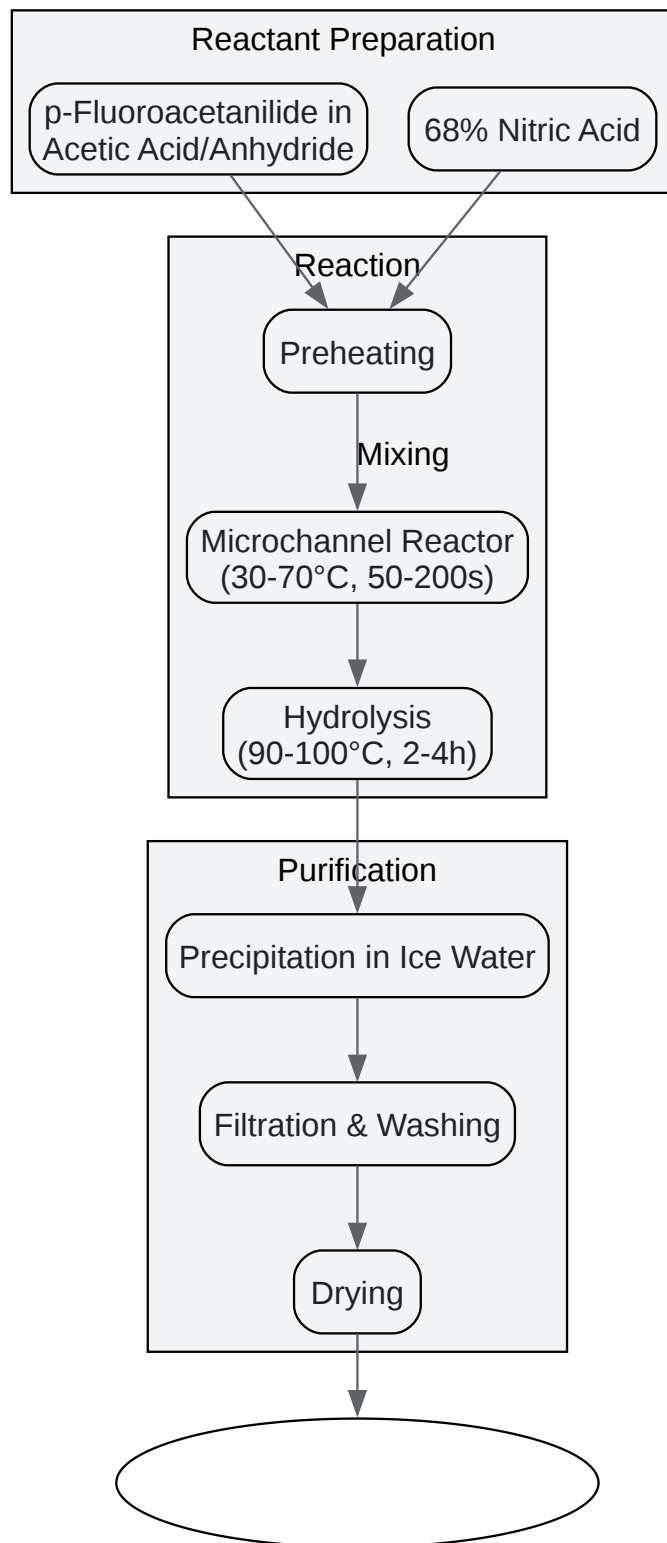 Reactant Preparation
p-Fluoroacetanilide in
Acetic Acid/Anhydride
68% Nitric Acid
Reaction
Preheating
Mixing
Microchannel Reactor
(30-70°C, 50-200s)
Hydrolysis
(90-100°C, 2-4h)
Purification
Precipitation in Ice Water
Filtration & Washing
Drying